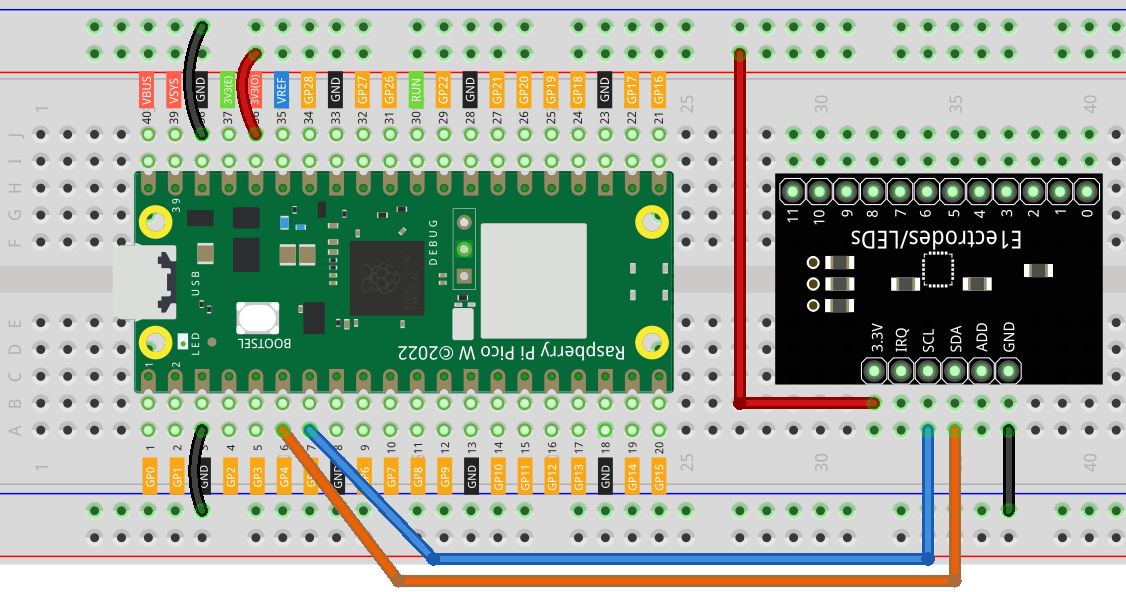 VBUS VSYS GND 3V3(E) 3V3(O) VREF GP28 GND GP27 GP26 RUN GP22 GND GP21 GP20 GP19 GP18 GND GP17 GP16
1 25 30 35 40
40 39 37 35 34 33 32 31 30 29 28 27 26 25 24 23 22 21
J
I
H
G
F
E
D
C
B
A
39
USB
LED
1 2
BOOTSEL
DEBUG
Raspberry Pi Pico W ©2022
11 10 9 8 7 6 5 4 3 2 1 0
E1ectrodes/LEDs
3.3V IRQ SCL SDA ADD GND
1 2 4 5 6 7 8 9 10 11 12 13 14 15 16 17 18 19 20
1 25 30 35 40
GP0 GP1 GND GP2 GP3 GP4 GND GP7 GP8 GP9 GND GP10 GP11 GP12 GP13 GND GP14 GP15